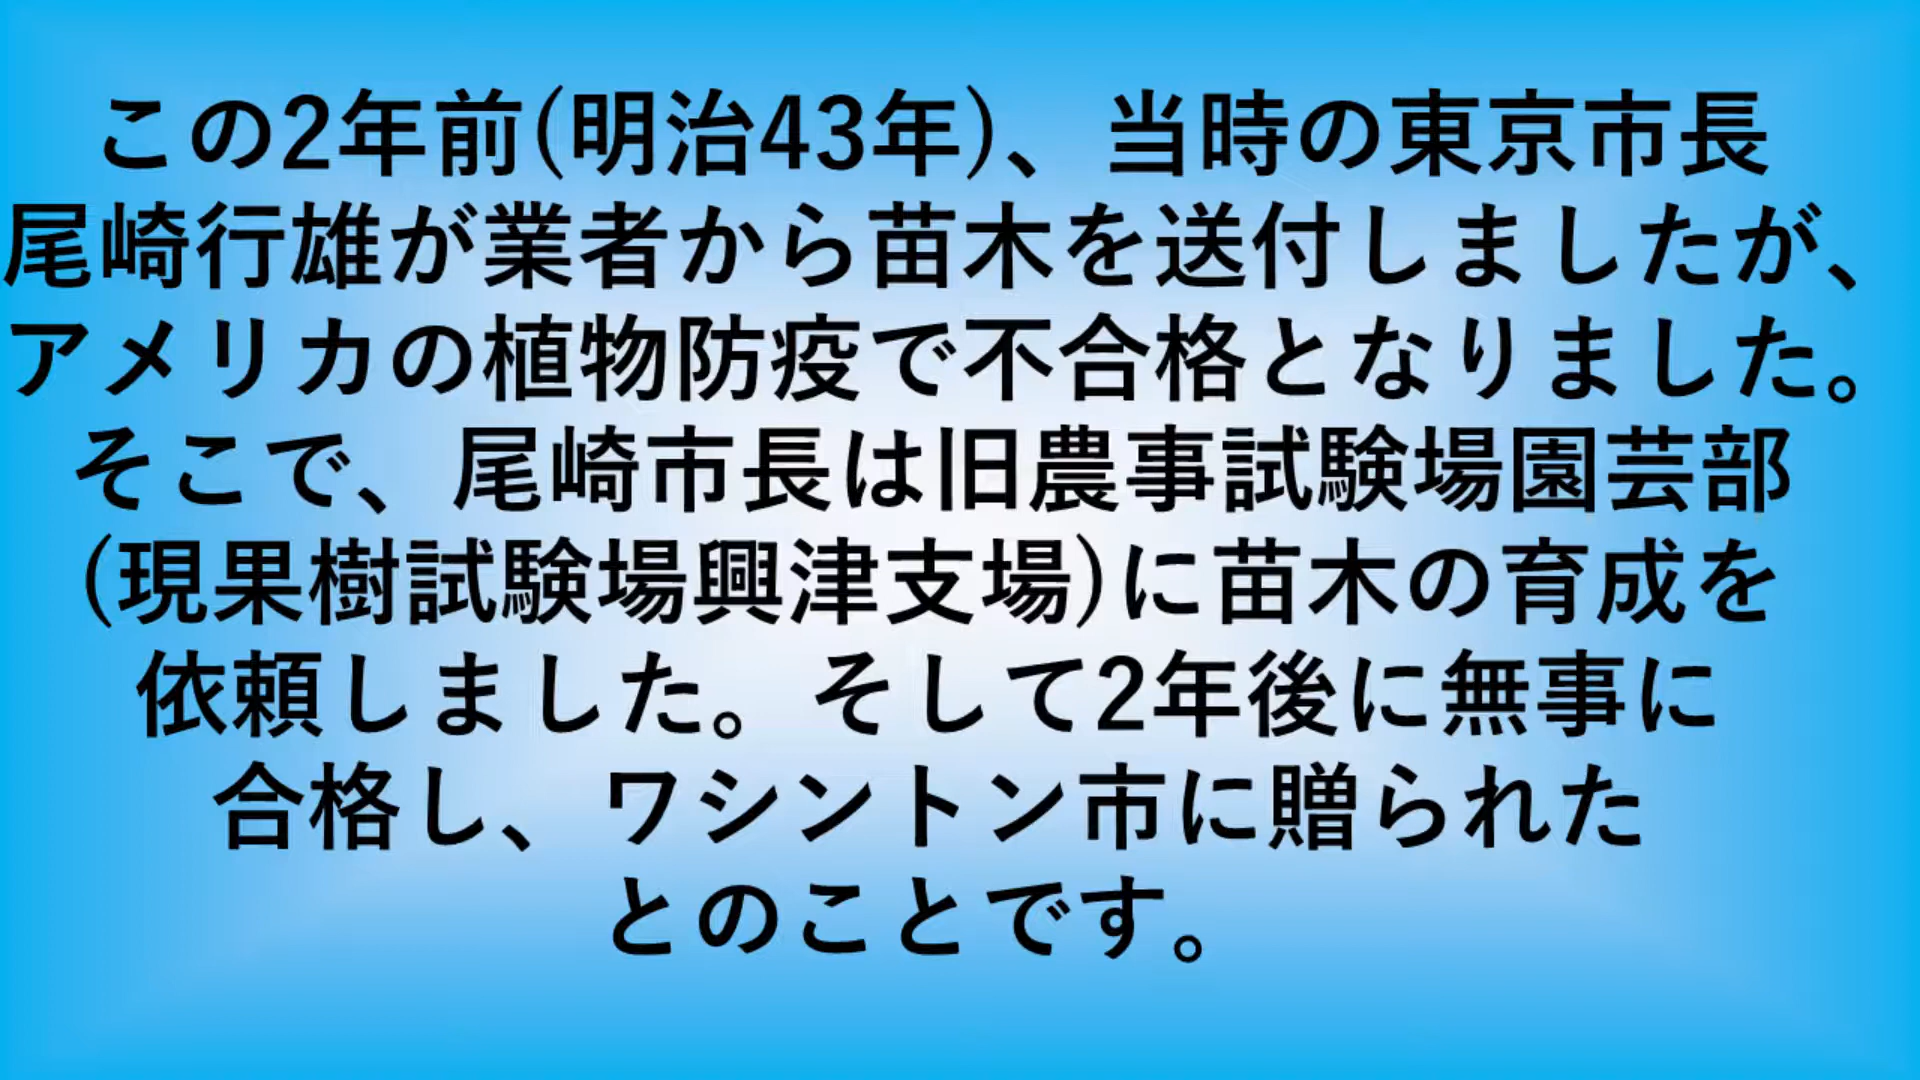 この2年前(明治43年)、当時の東京市長
尾崎行雄が業者から苗木を送付しましたが、
アメリカの植物防疫で不合格となりました。
そこで、尾崎市長は旧農事試験場園芸部
(現果樹試験場興津支場)に苗木の育成を
依頼しました。そして2年後に無事に
合格し、ワシントン市に贈られた
とのことです。